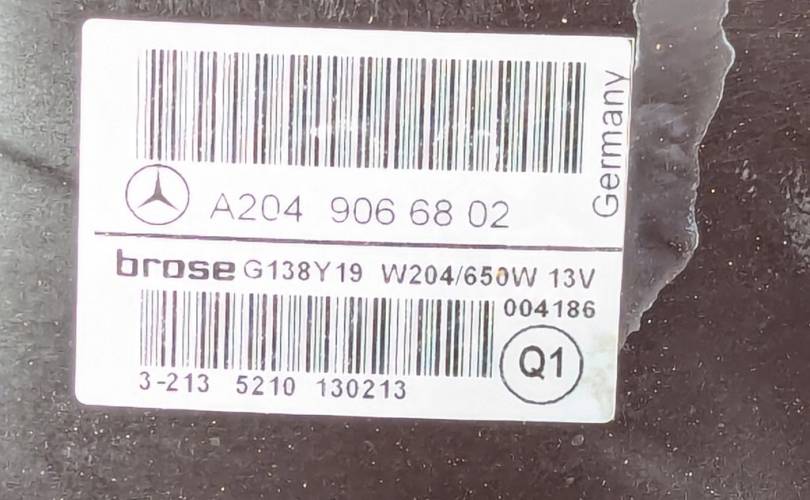 A204 906 68 02
Germany
brose G138Y19 W204/650W 13V
004186
Q1
3-213 5210 130213